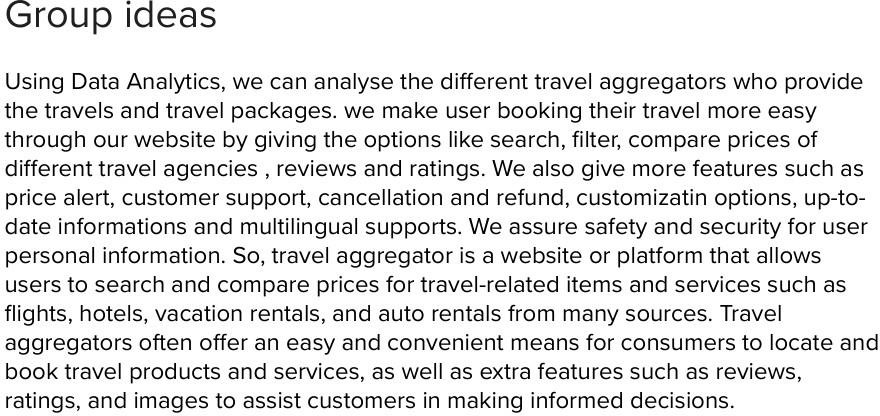 Group ideas
Using Data Analytics, we can analyse the different travel aggregators who provide
the travels and travel packages. we make user booking their travel more easy
through our website by giving the options like search, filter, compare prices of
different travel agencies , reviews and ratings. We also give more features such as
price alert, customer support, cancellation and refund, customizatin options, up-to-
date informations and multilingual supports. We assure safety and security for user
personal information. So, travel aggregator is a website or platform that allows
users to search and compare prices for travel-related items and services such as
flights, hotels, vacation rentals, and auto rentals from many sources. Travel
aggregators often offer an easy and convenient means for consumers to locate and
book travel products and services, as well as extra features such as reviews,
ratings, and images to assist customers in making informed decisions.